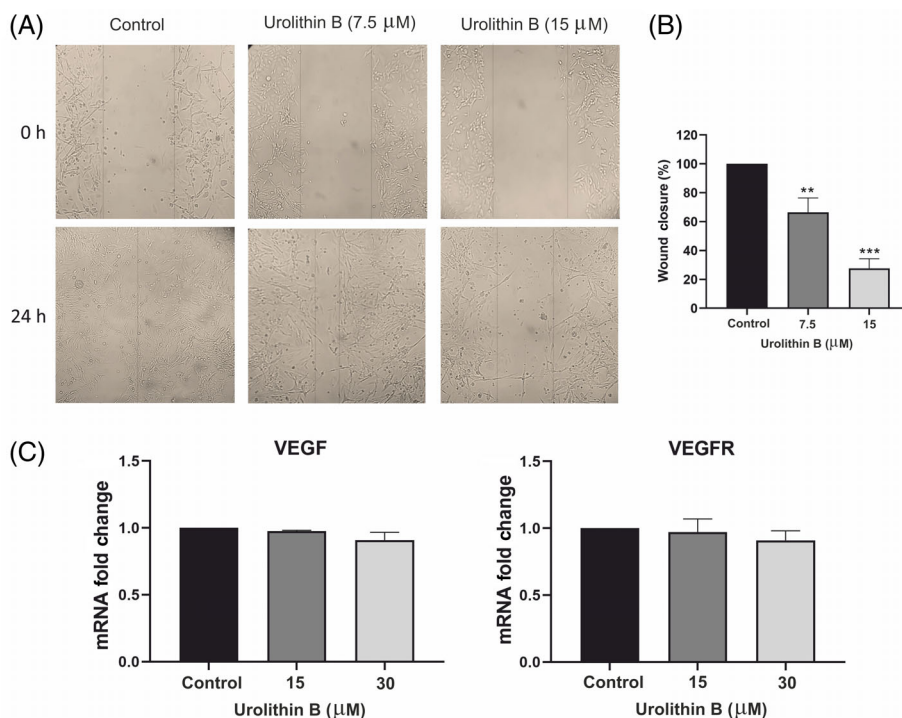 (A)
Control
Urolithin B (7.5 μM)
Urolithin B (15 μM)
0 h
24 h
(B)
Wound closure (%)
120
100
80
60
40
20
0
**
***
Control
7.5
15
Urolithin B (μM)
(C)
VEGF
mRNA fold change
1.5
1.0
0.5
0.0
Control
15
30
Urolithin B (μM)
VEGFR
mRNA fold change
1.5
1.0
0.5
0.0
Control
15
30
Urolithin B (μM)